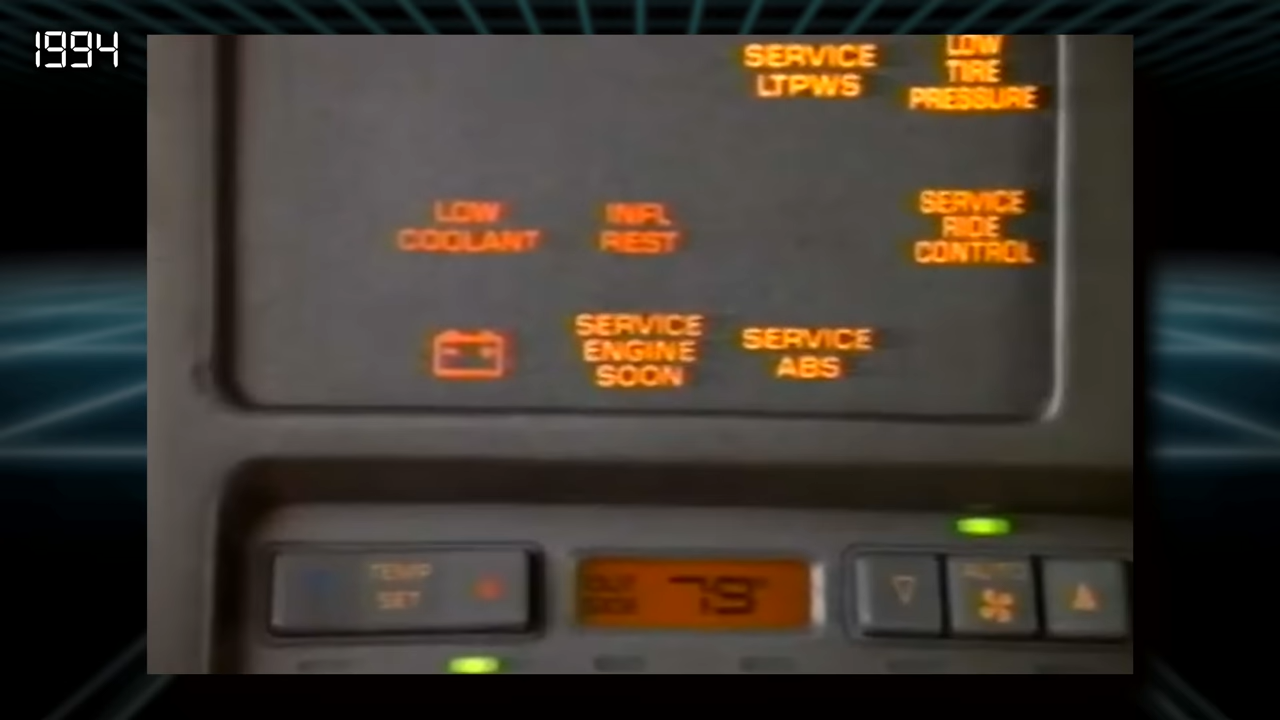 1994
SERVICE
LTPWS
LOW
TIRE
PRESSURE
LOW
COOLANT
INFL
REST
SERVICE
RIDE
CONTROL
SERVICE
ENGINE
SOON
SERVICE
ABS
TEMP
SET
79°
AUTO